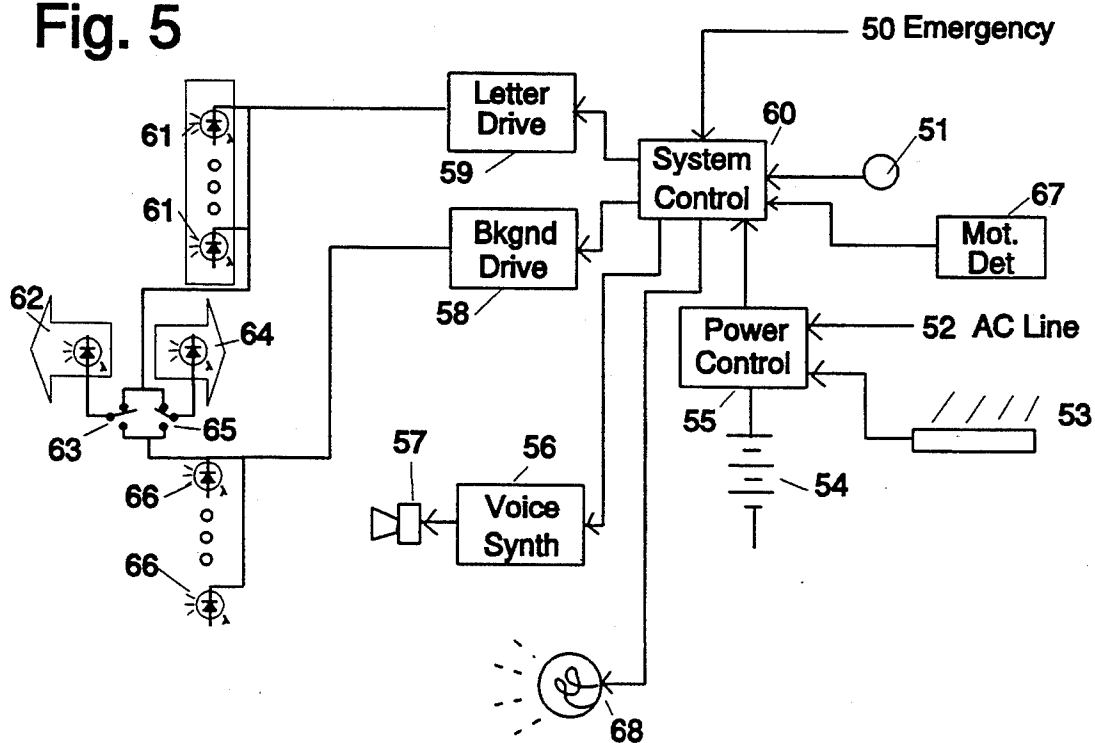 Fig. 5
50 Emergency
Letter
Drive
59
60
System
Control
51
61
61
Bkgnd
Drive
58
67
Mot.
Det
62
64
Power
Control
55
52 AC Line
53
63
65
54
57
56
Voice
Synth
66
66
68
λ
λ
λ
λ
λ
λ